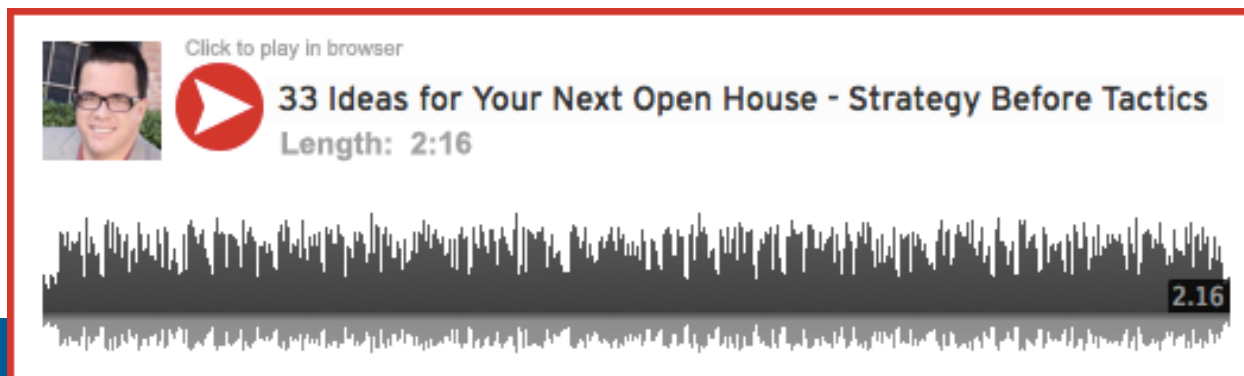 Click to play in browser
33 Ideas for Your Next Open House - Strategy Before Tactics
Length: 2:16
2.16